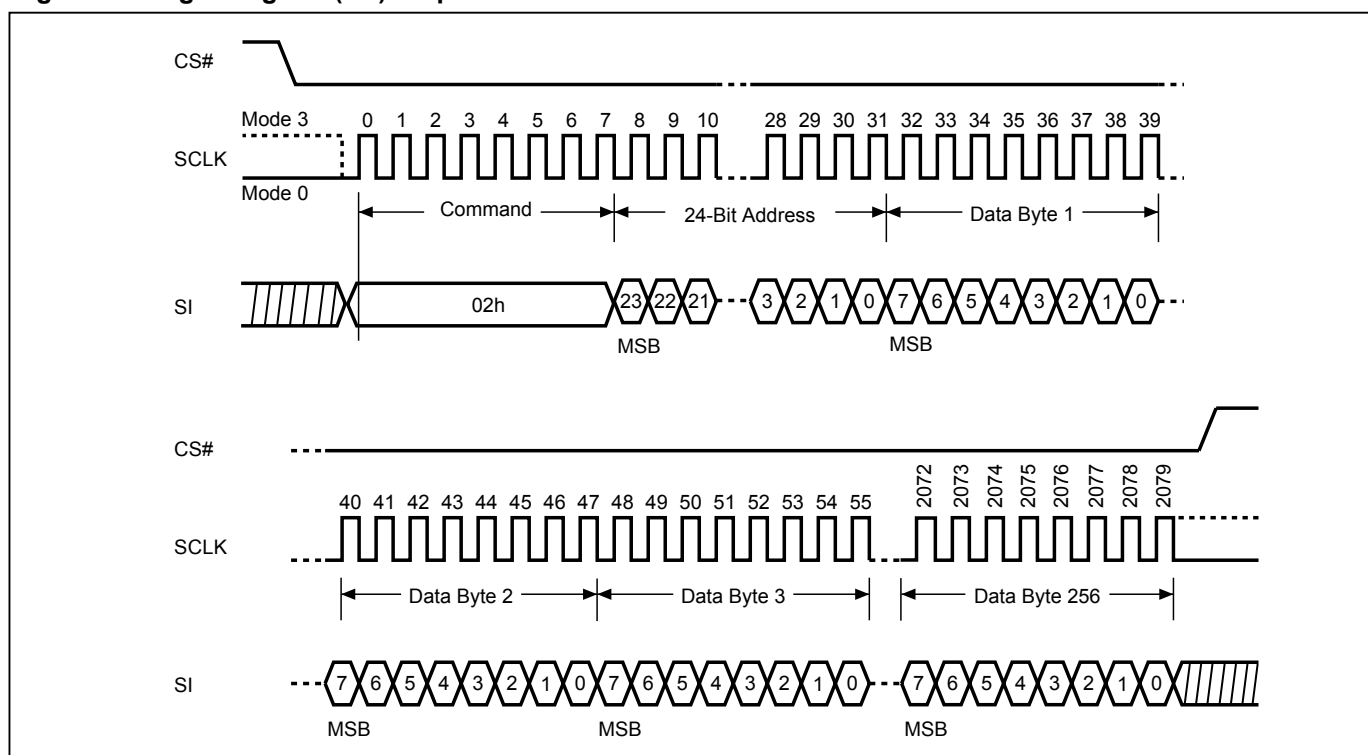 CS#
Mode 3
0 1 2 3 4 5 6 7 8 9 10 28 29 30 31 32 33 34 35 36 37 38 39
SCLK
Mode 0
Command 24-Bit Address Data Byte 1
SI 02h 23 22 21 3 2 1 0 7 6 5 4 3 2 1 0
MSB MSB
CS#
40 41 42 43 44 45 46 47 48 49 50 51 52 53 54 55 2072 2073 2074 2075 2076 2077 2078 2079
SCLK
Data Byte 2 Data Byte 3 Data Byte 256
SI 7 6 5 4 3 2 1 0 7 6 5 4 3 2 1 0 7 6 5 4 3 2 1 0
MSB MSB MSB